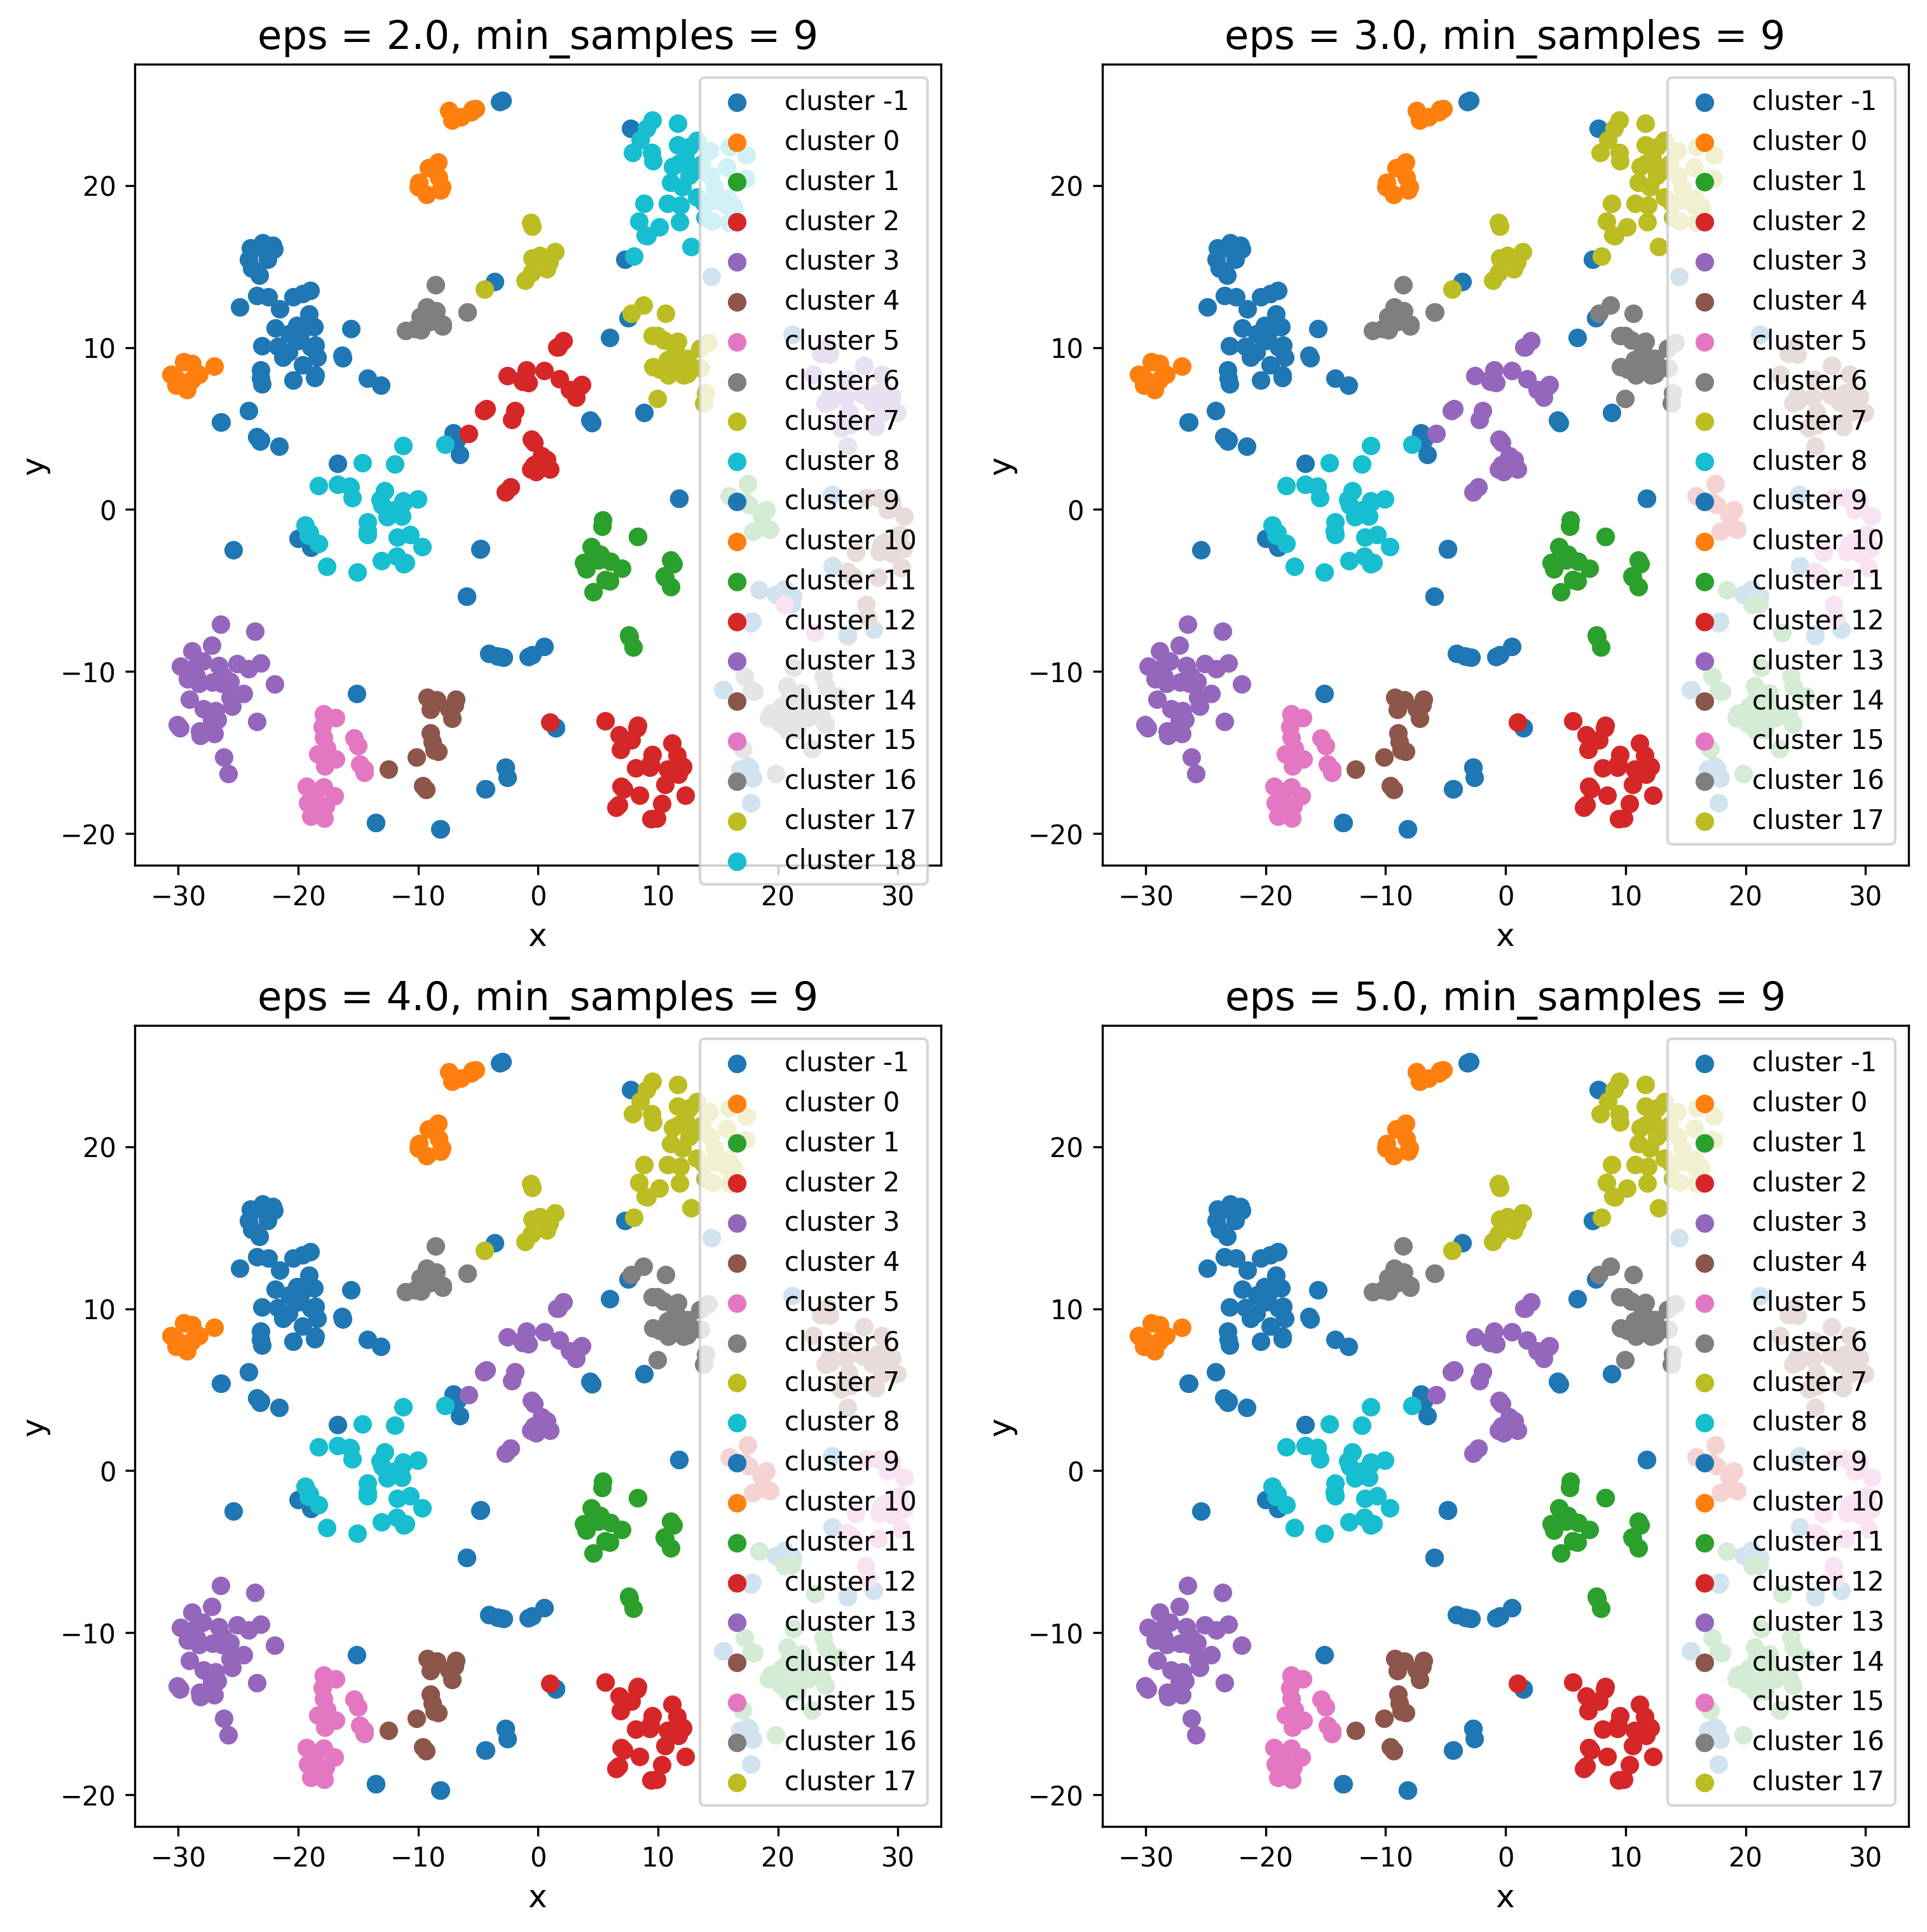 eps = 2.0, min_samples = 9
y
20
10
0
−10
−20
cluster -1
cluster 0
cluster 1
cluster 2
cluster 3
cluster 4
cluster 5
cluster 6
cluster 7
cluster 8
cluster 9
cluster 10
cluster 11
cluster 12
cluster 13
cluster 14
cluster 15
cluster 16
cluster 17
cluster 18
−30 −20 −10 0 10 20 30
x
eps = 3.0, min_samples = 9
y
20
10
0
−10
−20
cluster -1
cluster 0
cluster 1
cluster 2
cluster 3
cluster 4
cluster 5
cluster 6
cluster 7
cluster 8
cluster 9
cluster 10
cluster 11
cluster 12
cluster 13
cluster 14
cluster 15
cluster 16
cluster 17
−30 −20 −10 0 10 20 30
x
eps = 4.0, min_samples = 9
y
20
10
0
−10
−20
cluster -1
cluster 0
cluster 1
cluster 2
cluster 3
cluster 4
cluster 5
cluster 6
cluster 7
cluster 8
cluster 9
cluster 10
cluster 11
cluster 12
cluster 13
cluster 14
cluster 15
cluster 16
cluster 17
−30 −20 −10 0 10 20 30
x
eps = 5.0, min_samples = 9
y
20
10
0
−10
−20
cluster -1
cluster 0
cluster 1
cluster 2
cluster 3
cluster 4
cluster 5
cluster 6
cluster 7
cluster 8
cluster 9
cluster 10
cluster 11
cluster 12
cluster 13
cluster 14
cluster 15
cluster 16
cluster 17
−30 −20 −10 0 10 20 30
x